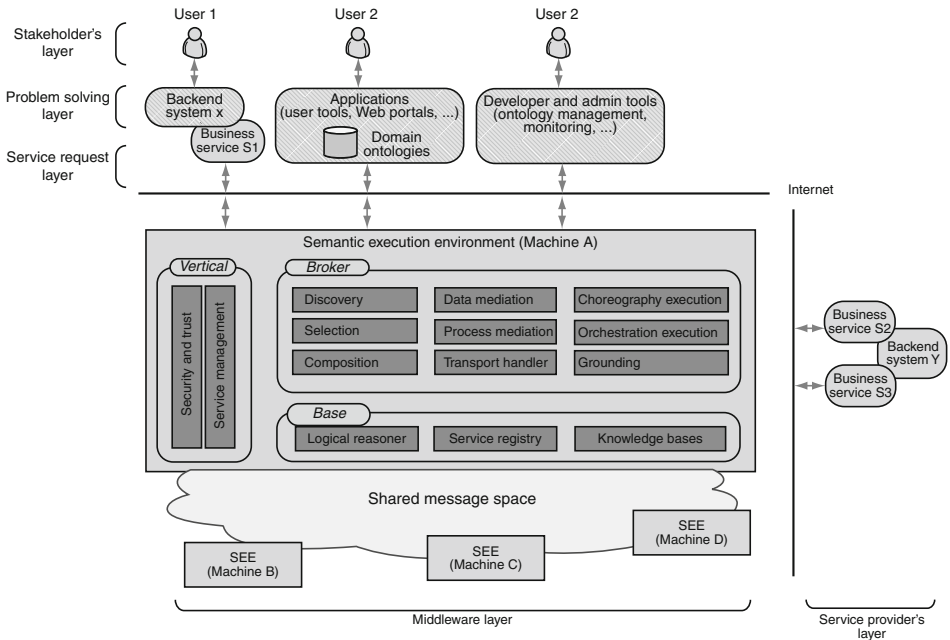 User 1
User 2
User 2
Stakeholder's
layer
Problem solving
layer
Backend
system x
Applications
(user tools, Web portals, ...)
Domain
ontologies
Developer and admin tools
(ontology management,
monitoring, ...)
Business
service S1
Service request
layer
Internet
Semantic execution environment (Machine A)
Vertical
Security and trust
Service management
Broker
Discovery
Data mediation
Choreography execution
Selection
Process mediation
Orchestration execution
Composition
Transport handler
Grounding
Base
Logical reasoner
Service registry
Knowledge bases
Business
service S2
Backend
system Y
Business
service S3
Shared message space
SEE
(Machine B)
SEE
(Machine C)
SEE
(Machine D)
Middleware layer
Service provider's
layer